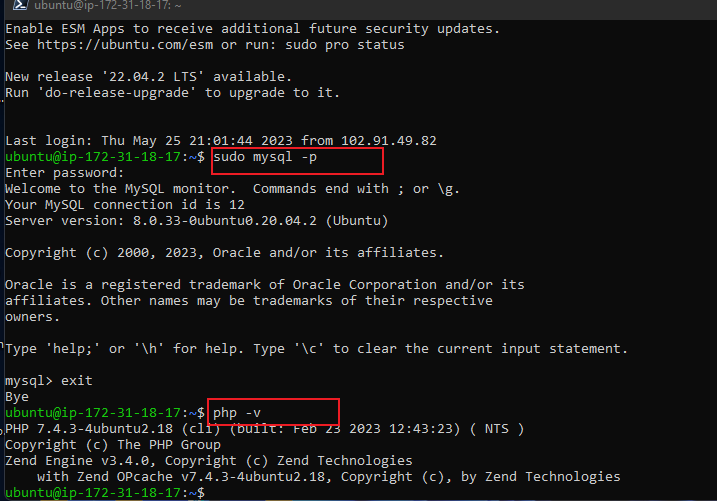 ubuntu@ip-172-31-18-17: ~
Enable ESM Apps to receive additional future security updates.
See https://ubuntu.com/esm or run: sudo pro status
New release '22.04.2 LTS' available.
Run 'do-release-upgrade' to upgrade to it.
Last login: Thu May 25 21:01:44 2023 from 102.91.49.82
ubuntu@ip-172-31-18-17:~$ sudo mysql -p
Enter password:
Welcome to the MySQL monitor.  Commands end with ; or \g.
Your MySQL connection id is 12
Server version: 8.0.33-0ubuntu0.20.04.2 (Ubuntu)
Copyright (c) 2000, 2023, Oracle and/or its affiliates.
Oracle is a registered trademark of Oracle Corporation and/or its
affiliates. Other names may be trademarks of their respective
owners.
Type 'help;' or '\h' for help. Type '\c' to clear the current input statement.
mysql> exit
Bye
ubuntu@ip-172-31-18-17:~$ php -v
PHP 7.4.3-4ubuntu2.18 (cli) (built: Feb 23 2023 12:43:23) ( NTS )
Copyright (c) The PHP Group
Zend Engine v3.4.0, Copyright (c) Zend Technologies
    with Zend OPcache v7.4.3-4ubuntu2.18, Copyright (c), by Zend Technologies
ubuntu@ip-172-31-18-17:~$